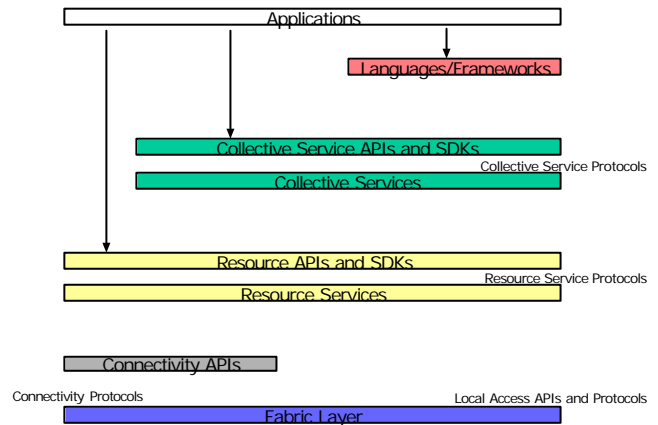 Applications
Languages/Frameworks
Collective Service APIs and SDKs
Collective Service Protocols
Collective Services
Resource APIs and SDKs
Resource Service Protocols
Resource Services
Connectivity APIs
Connectivity Protocols
Local Access APIs and Protocols
Fabric Layer